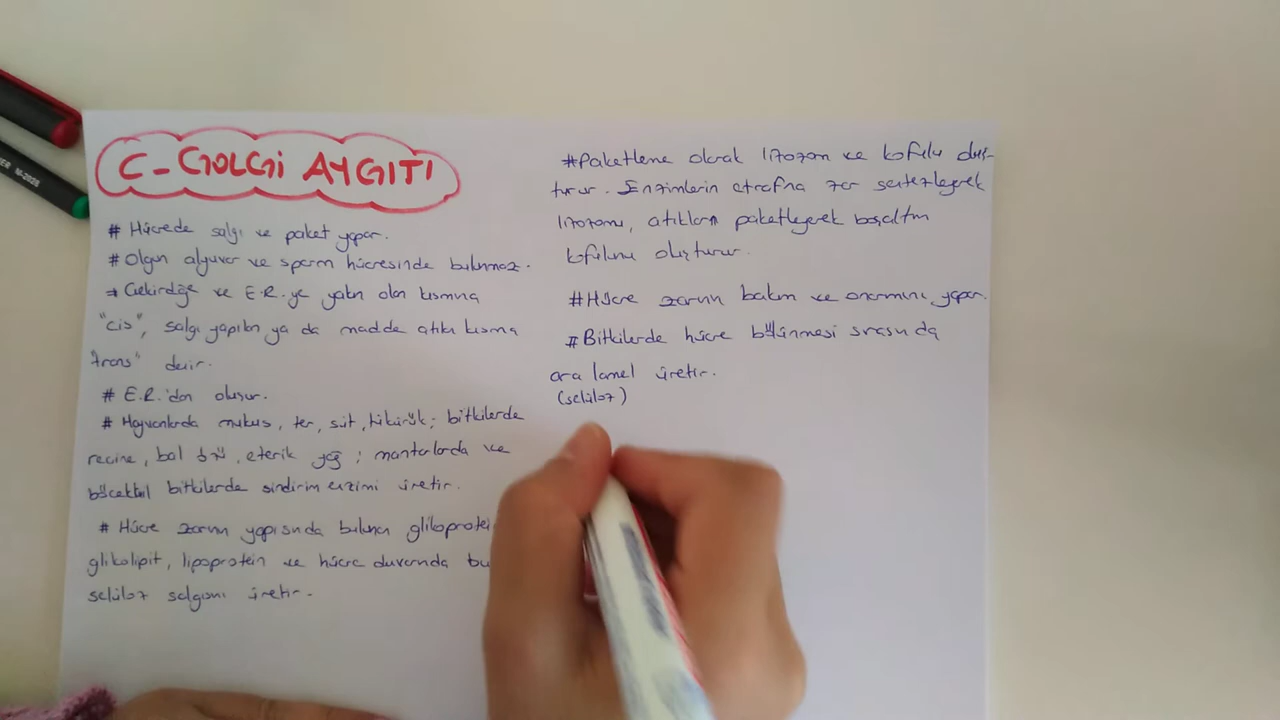 C- GOLGİ AYGITI
# Hücrede salgı ve paket yapar.
# Olgun alyuvar ve sperm hücresinde bulunmaz.
→ Çekirdeğe ve E.R.ye yakın olan kısmına
"cis", salgı yapılan ya da madde atılan kısma
"trans" denir.
# E.R.'den oluşur.
# Hayvanlarda mukus, ter, süt, tükürük; bitkilerde
reçine, bal özü, eterik yağ; mantarlarda ve
böcekçil bitkilerde sindirim enzimi üretir.
# Hücre zarının yapısında bulunan glikoprotei
glikolipit, lipoprotein ve hücre duvarında bu
selüloz salgısını üretir.
# Paketleme olarak lizozom ve kofulu oluş-
turur. Enzimlerin etrafına zar sentezleyerek
lizozomu, atıkları paketleyerek boşaltım
kofulunu oluşturur.
# Hücre zarının bakım ve onarımını yapar.
# Bitkilerde hücre bölünmesi sırasında
ara lamel üretir.
(selüloz)